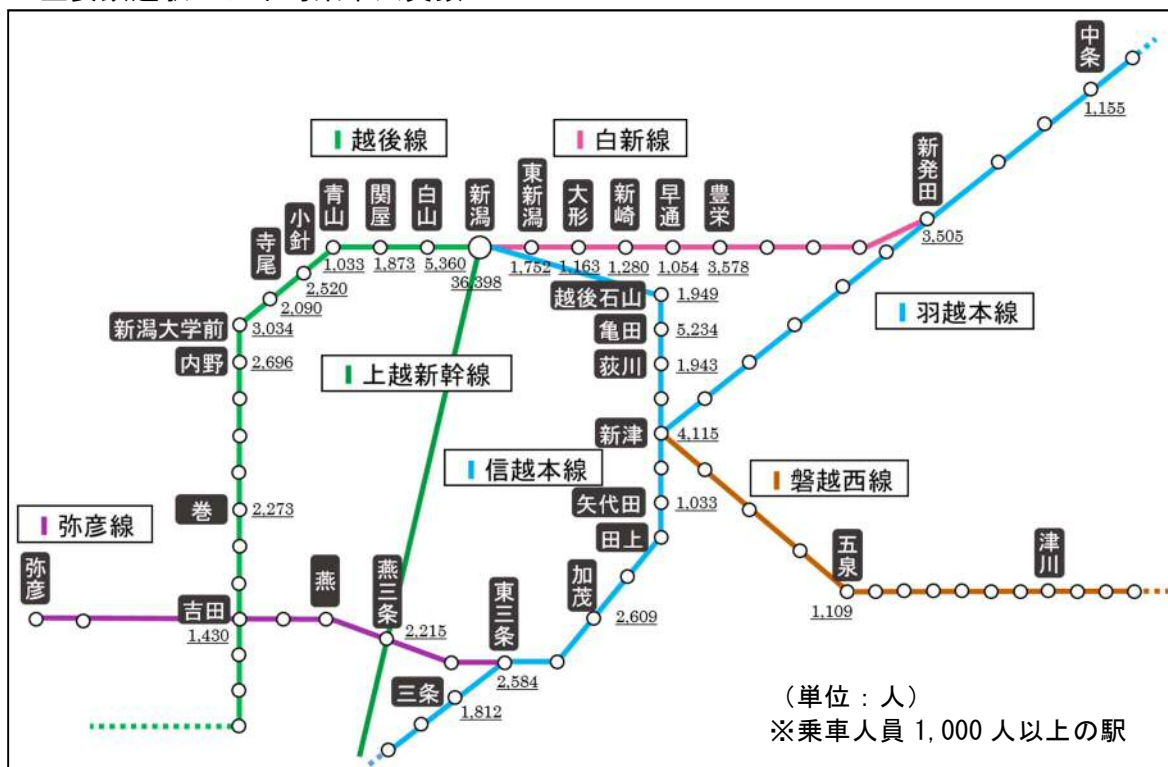 中条
1,155
越後線
白新線
新発田
3,505
寺尾
小針
青山
関屋
白山
新潟
東新潟
大形
新崎
早通
豊栄
2,090
2,520
1,033
1,873
5,360
36,398
1,752
1,163
1,280
1,054
3,578
新潟大学前
3,034
内野
2,696
越後石山
1,949
亀田
5,234
荻川
1,943
羽越本線
上越新幹線
新津
4,115
信越本線
磐越西線
巻
2,273
矢代田
1,033
田上
弥彦線
弥彦
吉田
1,430
燕
燕三条
2,215
東三条
2,584
加茂
2,609
五泉
1,109
津川
三条
1,812
(単位:人)
※乗車人員 1,000 人以上の駅